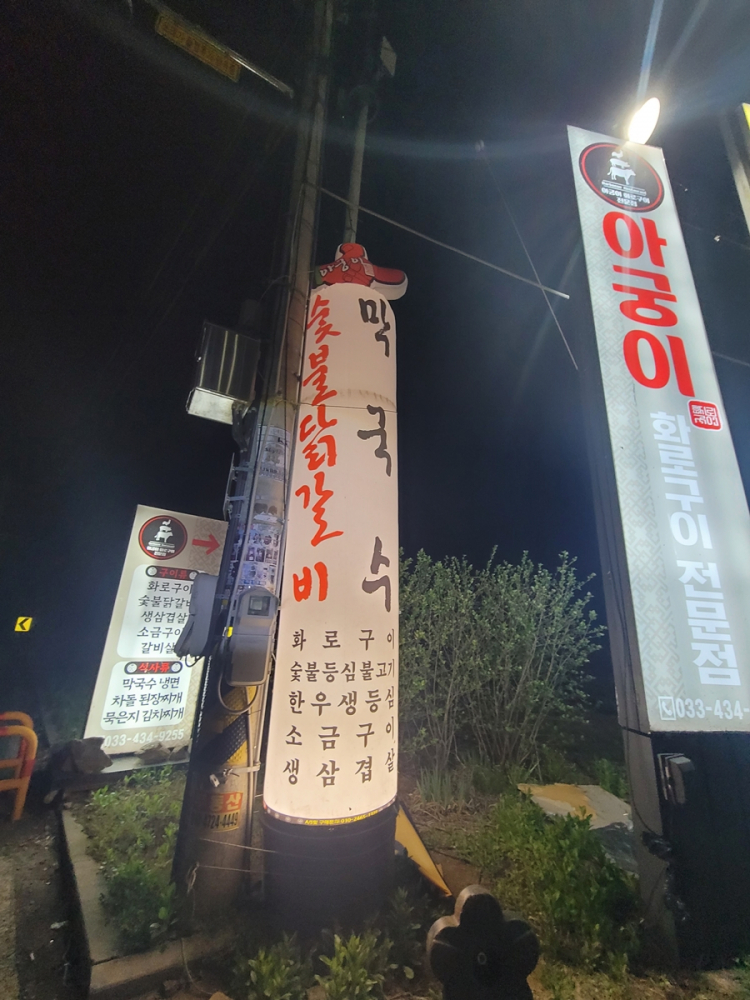 아궁이
숯불닭갈비
막국수
화로구이
숯불등심불고기
한우생등심
소금구이
생삼겹살
아궁이
화로구이 전문점
033-434-
구이류
화로구이
숯불닭갈비
생삼겹살
소금구이
갈비살
식사류
막국수 냉면
차돌 된장찌개
묵은지 김치찌개
033-434-9255